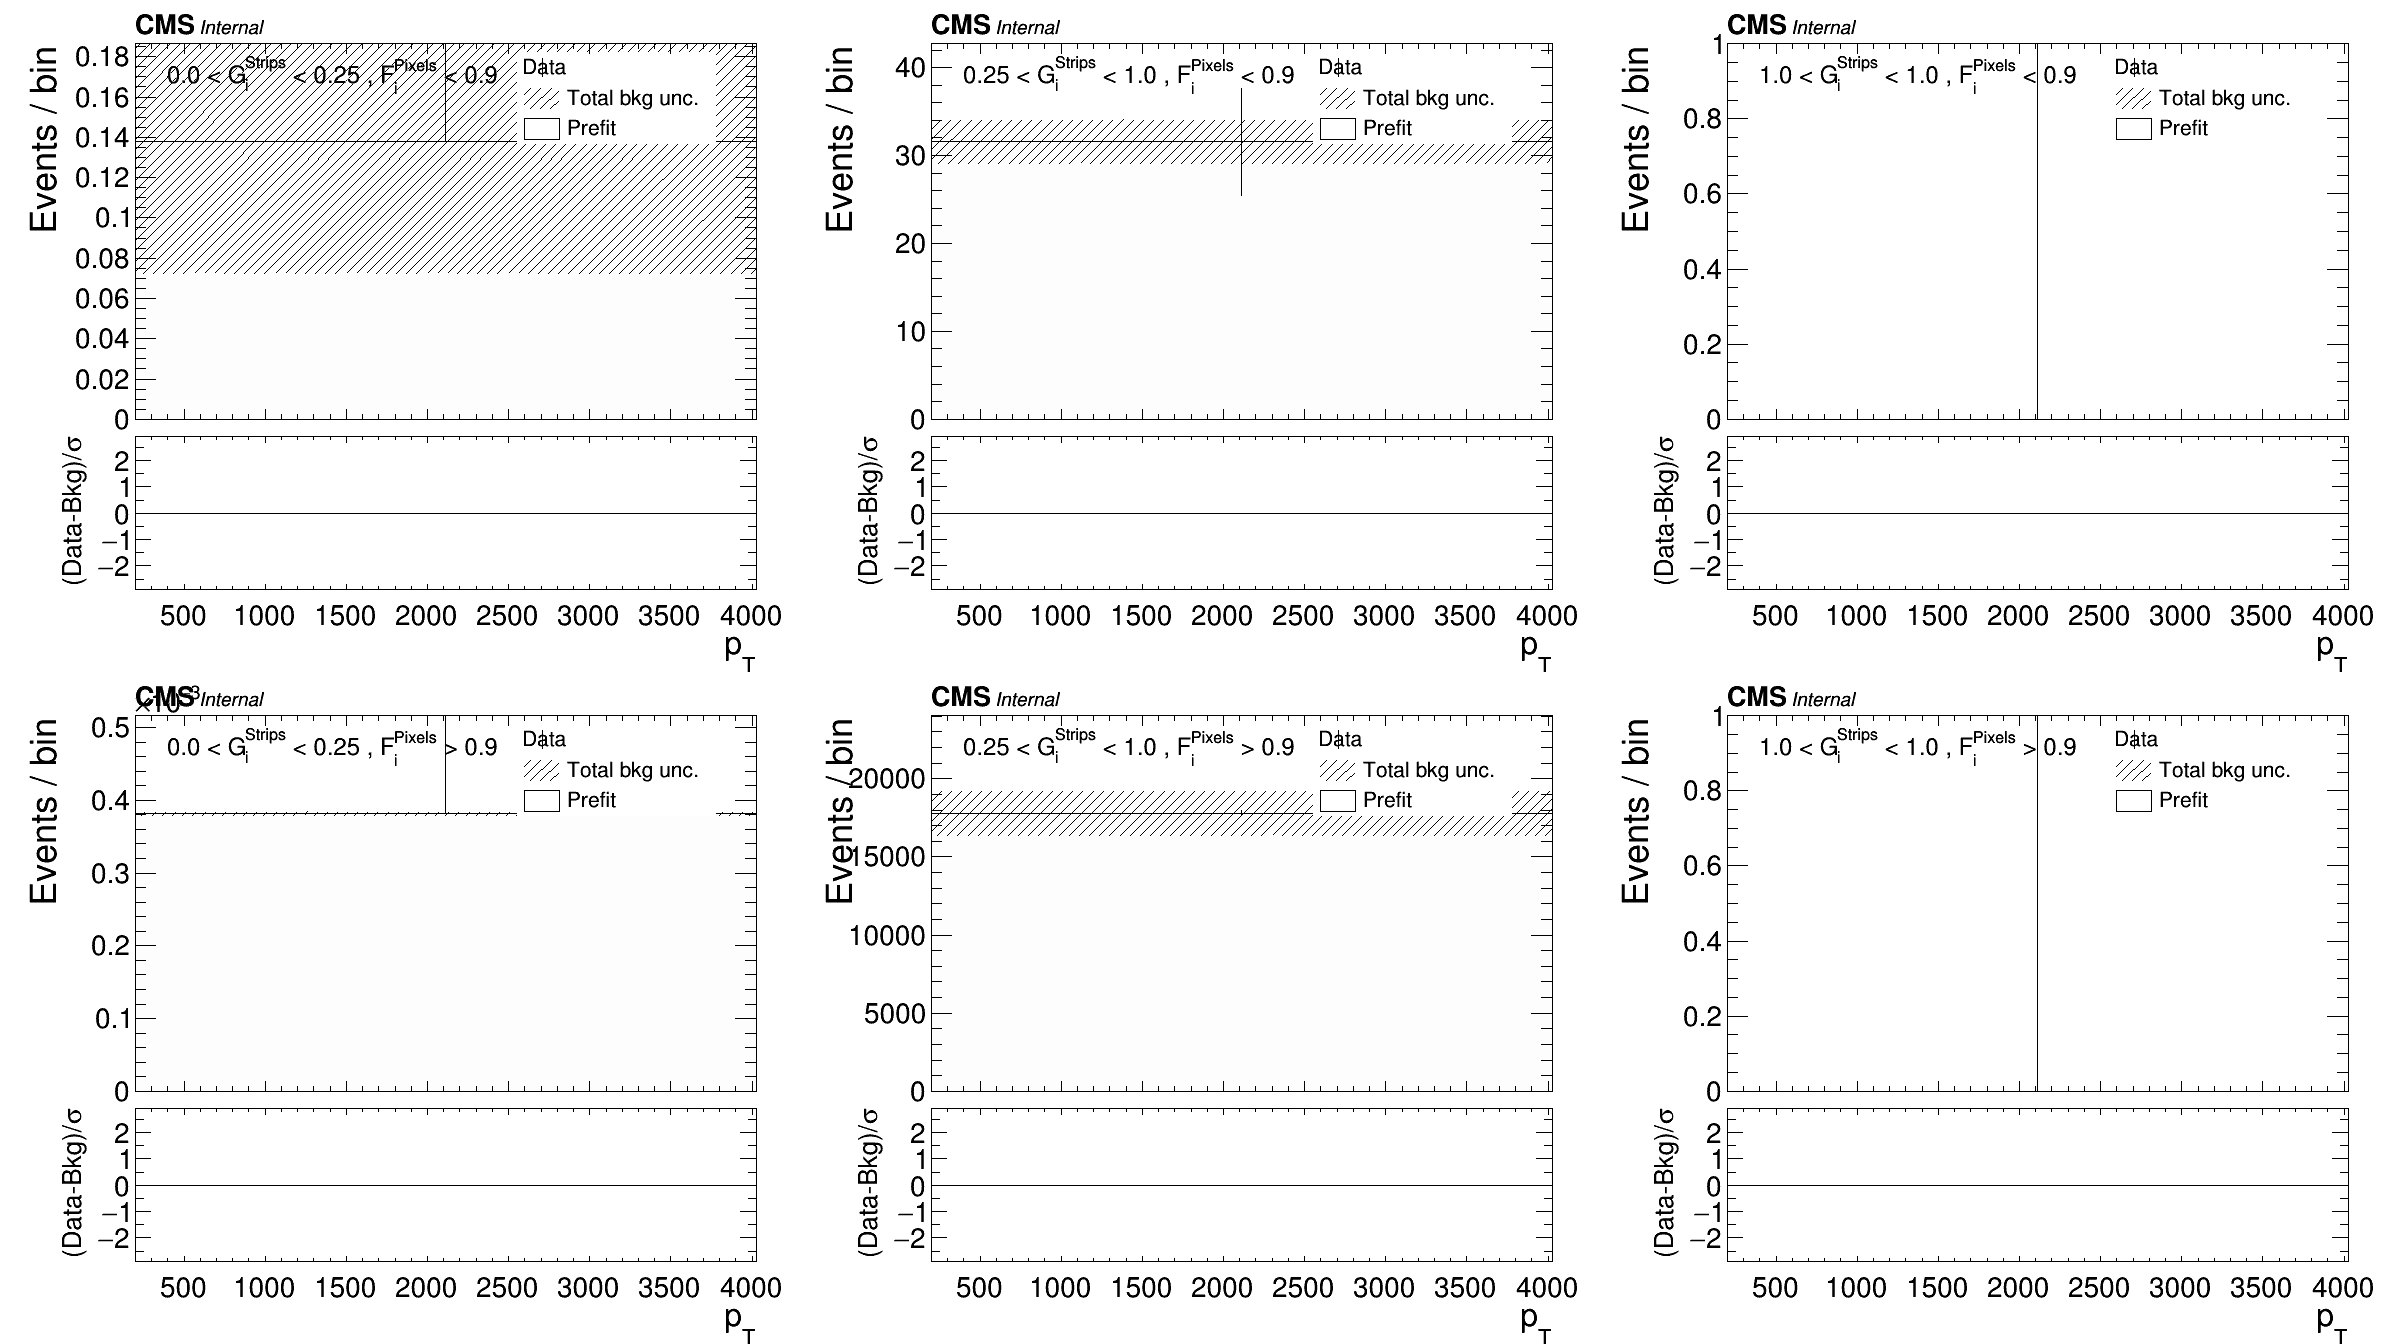 CMS Internal
Events / bin
0.0 < G_i^Strips < 0.25 , F_i^Pixels < 0.9
Data
Total bkg unc.
Prefit
0.18
0.16
0.14
0.12
0.1
0.08
0.06
0.04
0.02
0
(Data-Bkg)/σ
2
1
0
−1
−2
500 1000 1500 2000 2500 3000 3500 4000
p_T
CMS Internal
Events / bin
0.25 < G_i^Strips < 1.0 , F_i^Pixels < 0.9
Data
Total bkg unc.
Prefit
40
30
20
10
0
(Data-Bkg)/σ
2
1
0
−1
−2
500 1000 1500 2000 2500 3000 3500 4000
p_T
CMS Internal
Events / bin
1.0 < G_i^Strips < 1.0 , F_i^Pixels < 0.9
Data
Total bkg unc.
Prefit
1
0.8
0.6
0.4
0.2
0
(Data-Bkg)/σ
2
1
0
−1
−2
500 1000 1500 2000 2500 3000 3500 4000
p_T
CMS Internal
×10^−3
Events / bin
0.0 < G_i^Strips < 0.25 , F_i^Pixels > 0.9
Data
Total bkg unc.
Prefit
0.5
0.4
0.3
0.2
0.1
0
(Data-Bkg)/σ
2
1
0
−1
−2
500 1000 1500 2000 2500 3000 3500 4000
p_T
CMS Internal
Events / bin
0.25 < G_i^Strips < 1.0 , F_i^Pixels > 0.9
Data
Total bkg unc.
Prefit
20000
15000
10000
5000
0
(Data-Bkg)/σ
2
1
0
−1
−2
500 1000 1500 2000 2500 3000 3500 4000
p_T
CMS Internal
Events / bin
1.0 < G_i^Strips < 1.0 , F_i^Pixels > 0.9
Data
Total bkg unc.
Prefit
1
0.8
0.6
0.4
0.2
0
(Data-Bkg)/σ
2
1
0
−1
−2
500 1000 1500 2000 2500 3000 3500 4000
p_T